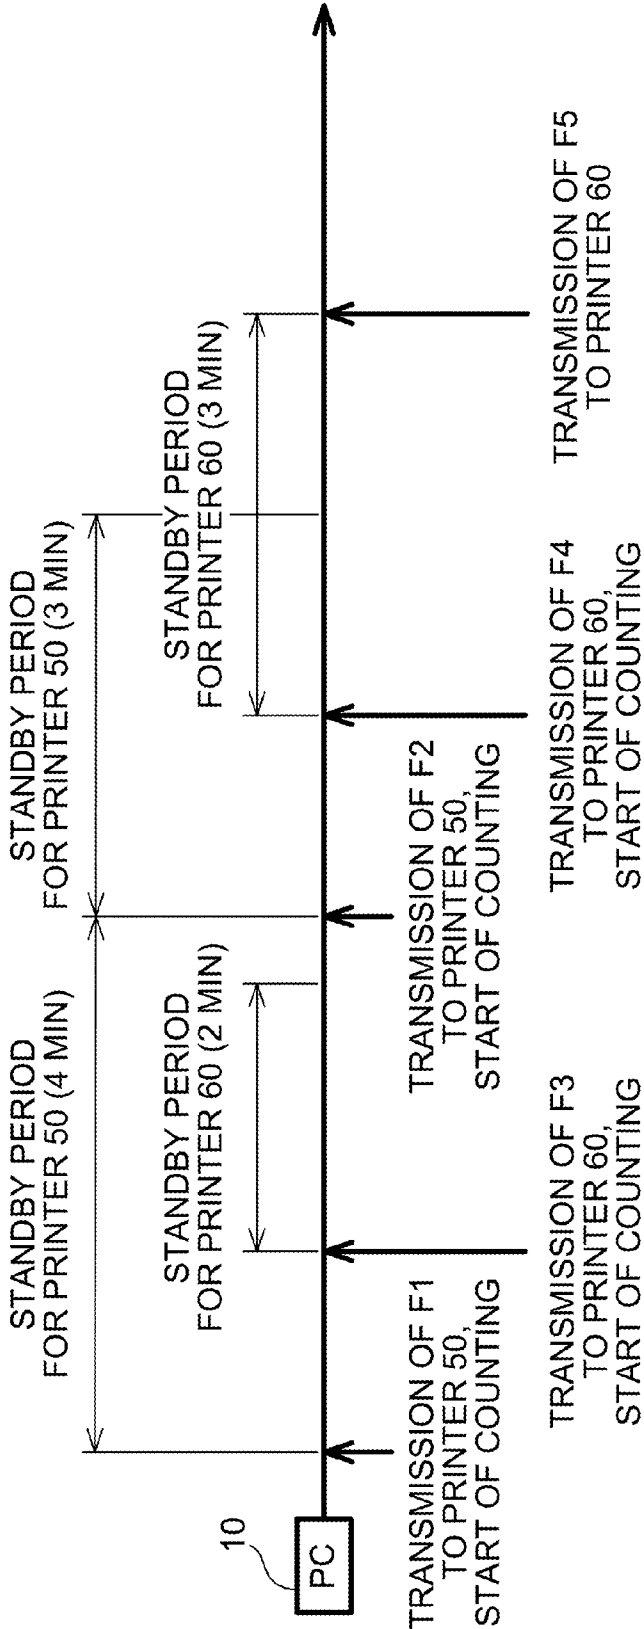 STANDBY PERIOD
FOR PRINTER 50 (4 MIN)
STANDBY PERIOD
FOR PRINTER 50 (3 MIN)
STANDBY PERIOD
FOR PRINTER 60 (2 MIN)
STANDBY PERIOD
FOR PRINTER 60 (3 MIN)
10
PC
TRANSMISSION OF F1
TO PRINTER 50,
START OF COUNTING
TRANSMISSION OF F2
TO PRINTER 50,
START OF COUNTING
TRANSMISSION OF F3
TO PRINTER 60,
START OF COUNTING
TRANSMISSION OF F4
TO PRINTER 60,
START OF COUNTING
TRANSMISSION OF F5
TO PRINTER 60